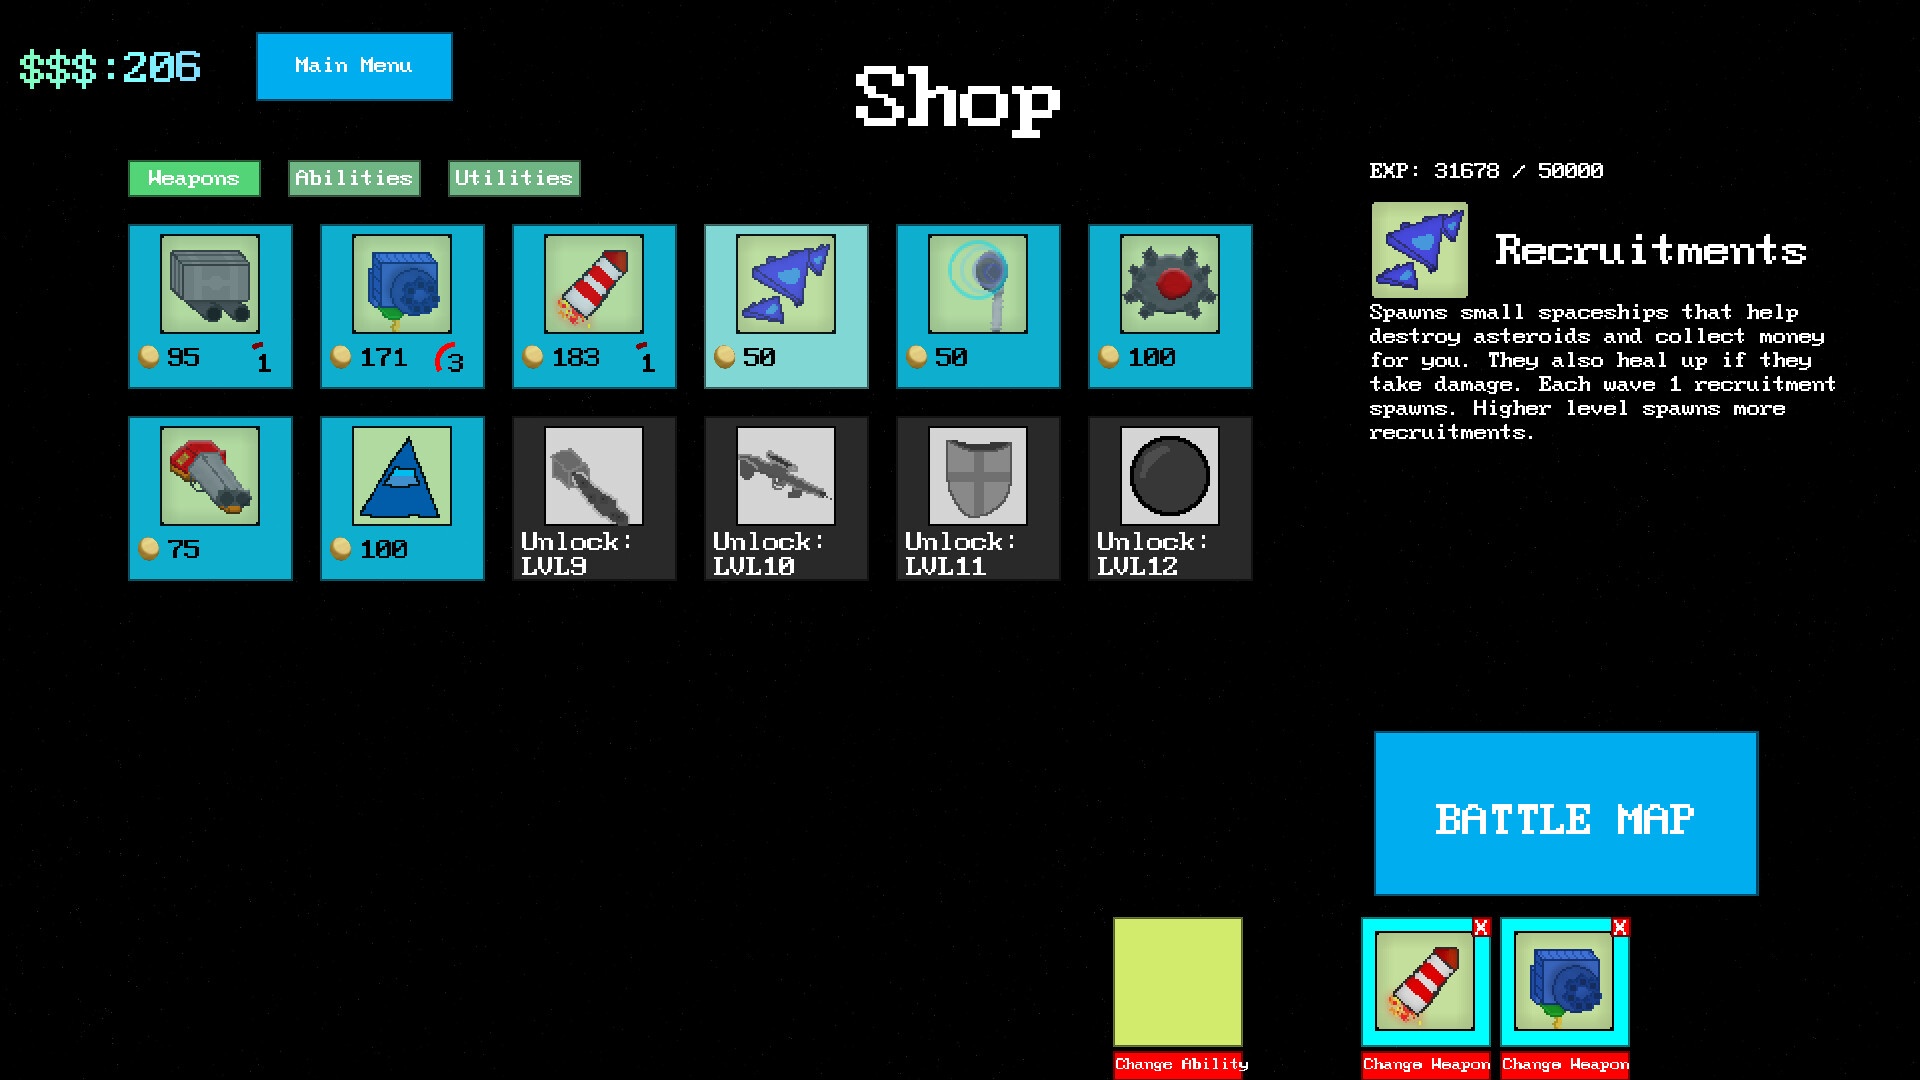 $$$:206
Main Menu
Shop
Weapons
Abilities
Utilities
95
1
171
3
183
1
50
50
100
75
100
Unlock:
LVL9
Unlock:
LVL10
Unlock:
LVL11
Unlock:
LVL12
EXP: 31678 / 50000
Recruitments
Spawns small spaceships that help
destroy asteroids and collect money
for you. They also heal up if they
take damage. Each wave 1 recruitment
spawns. Higher level spawns more
recruitments.
BATTLE MAP
X
X
Change Ability
Change Weapon
Change Weapon